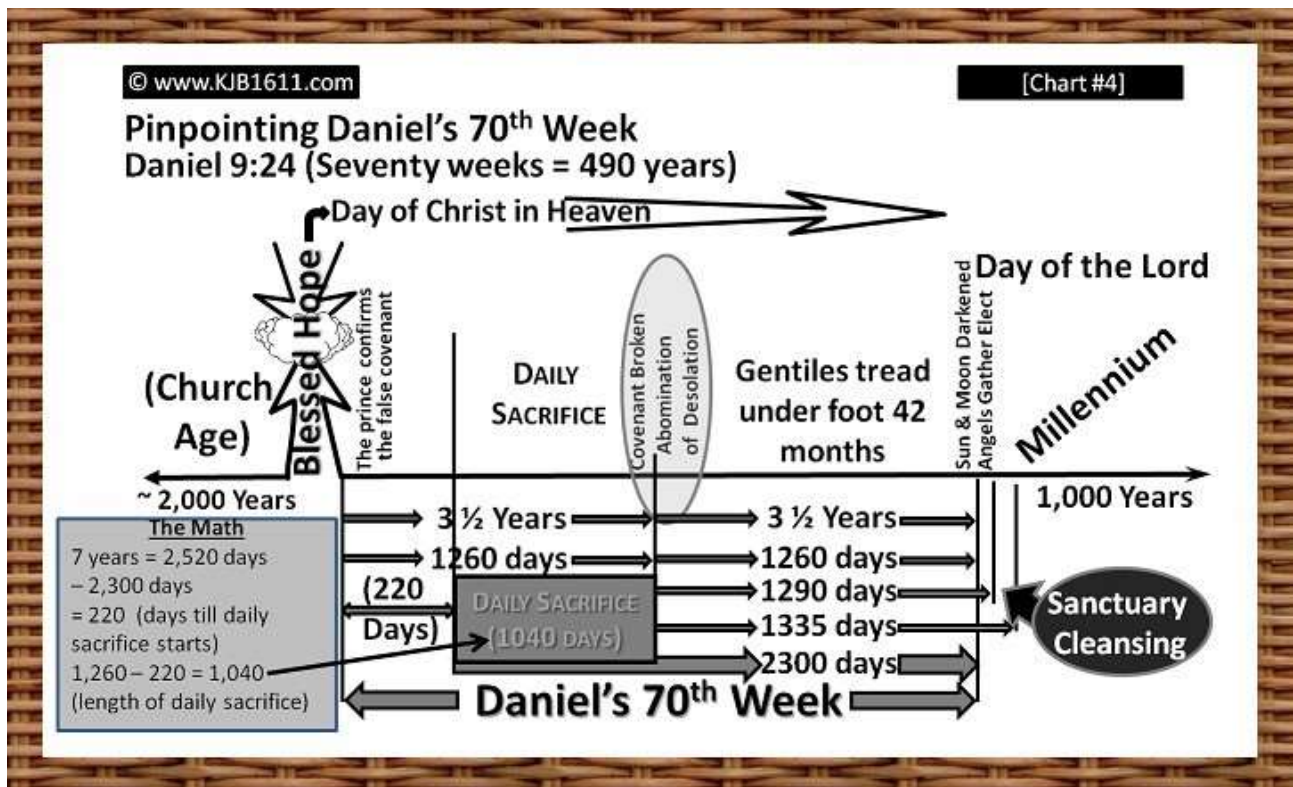 © www.KJB1611.com
[Chart #4]
Pinpointing Daniel's 70th Week
Daniel 9:24 (Seventy weeks = 490 years)
Day of Christ in Heaven
Blessed Hope
The prince confirms
the false covenant
(Church
Age)
DAILY
SACRIFICE
Covenant Broken
Abomination
of Desolation
Gentiles tread
under foot 42
months
Sun & Moon Darkened
Angels Gather Elect
Day of the Lord
Millennium
~ 2,000 Years
1,000 Years
3 ½ Years
3 ½ Years
1260 days
1260 days
(220
Days)
DAILY SACRIFICE
(1040 DAYS)
1290 days
1335 days
2300 days
Sanctuary
Cleansing
Daniel's 70th Week
The Math
7 years = 2,520 days
– 2,300 days
= 220 (days till daily
sacrifice starts)
1,260 – 220 = 1,040
(length of daily sacrifice)